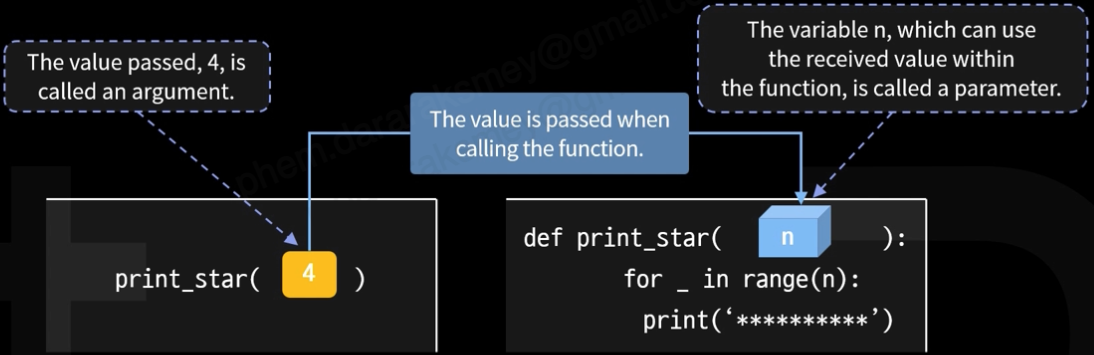 The value passed, 4, is
called an argument.
The value is passed when
calling the function.
The variable n, which can use
the received value within
the function, is called a parameter.
print_star( 4 )
def print_star( n ):
for _ in range(n):
print(‘**********’)